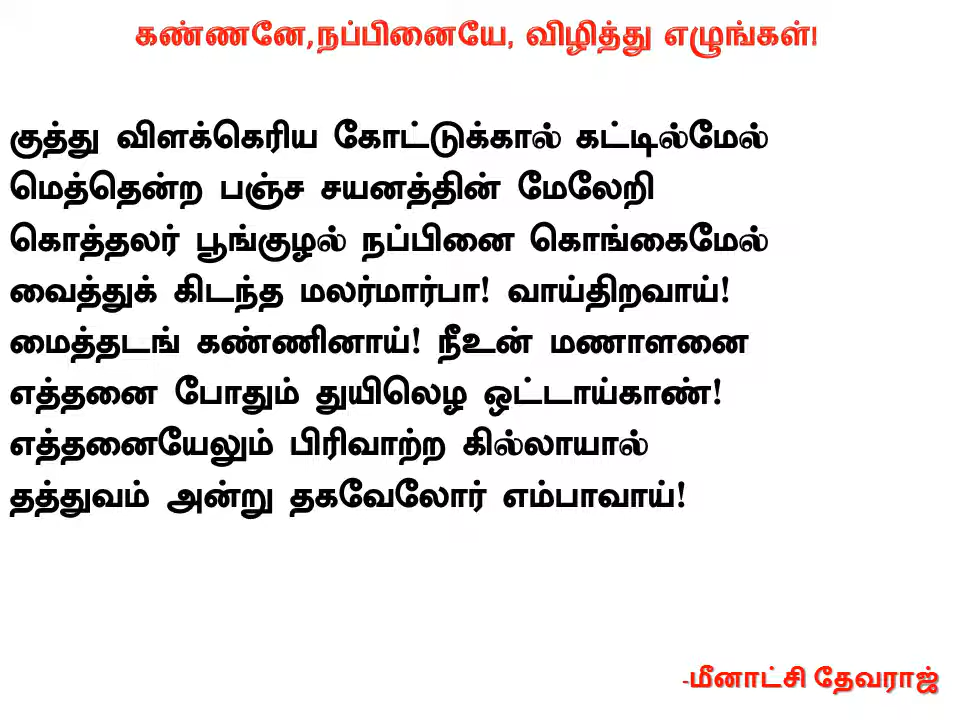 கண்ணனே,நப்பினையே, விழித்து எழுங்கள்!
குத்து விளக்கெரிய கோட்டுக்கால் கட்டில்மேல்
மெத்தென்ற பஞ்ச சயனத்தின் மேலேறி
கொத்தலர் பூங்குழல் நப்பினை கொங்கைமேல்
வைத்துக் கிடந்த மலர்மார்பா! வாய்திறவாய்!
மைத்தடங் கண்ணினாய்! நீஉன் மணாளனை
எத்தனை போதும் துயிலெழ ஒட்டாய்காண்!
எத்தனையேலும் பிரிவாற்ற கில்லாயால்
தத்துவம் அன்று தகவேலோர் எம்பாவாய்!
-மீனாட்சி தேவராஜ்